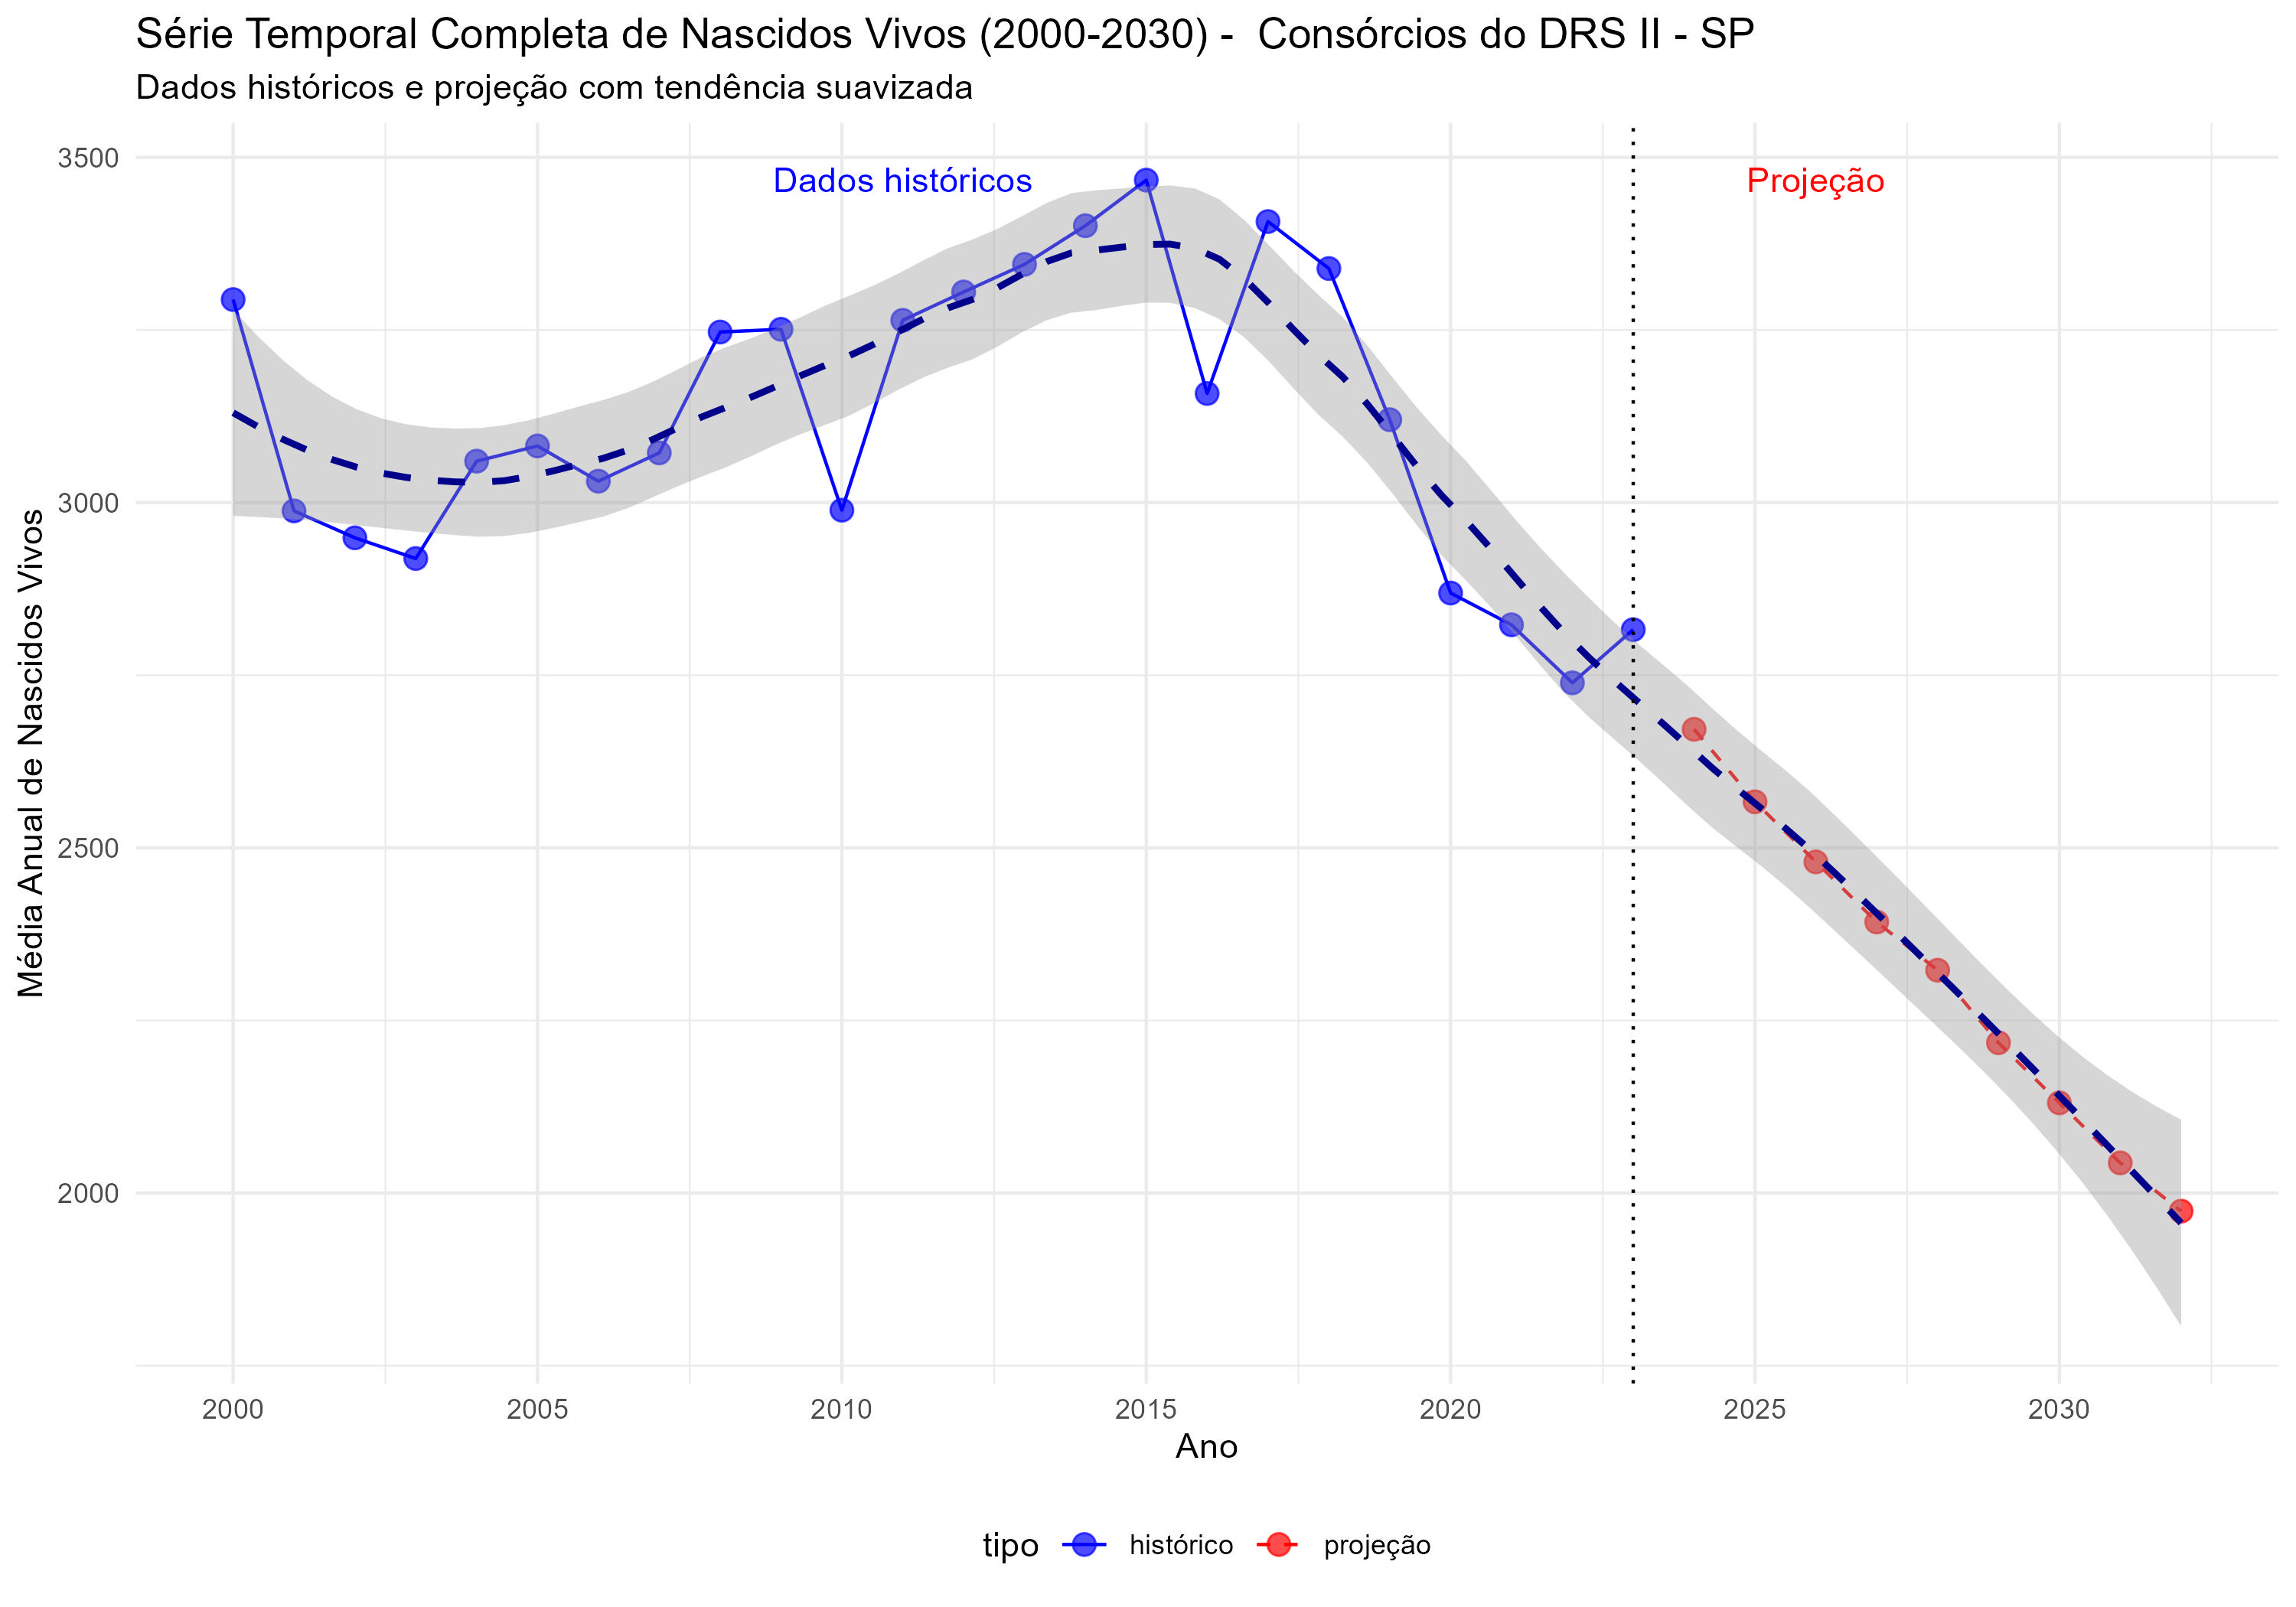 Série Temporal Completa de Nascidos Vivos (2000-2030) -  Consórcios do DRS II - SP
Dados históricos e projeção com tendência suavizada
Média Anual de Nascidos Vivos
3500
3000
2500
2000
Dados históricos
Projeção
2000 2005 2010 2015 2020 2025 2030
Ano
tipo histórico projeção